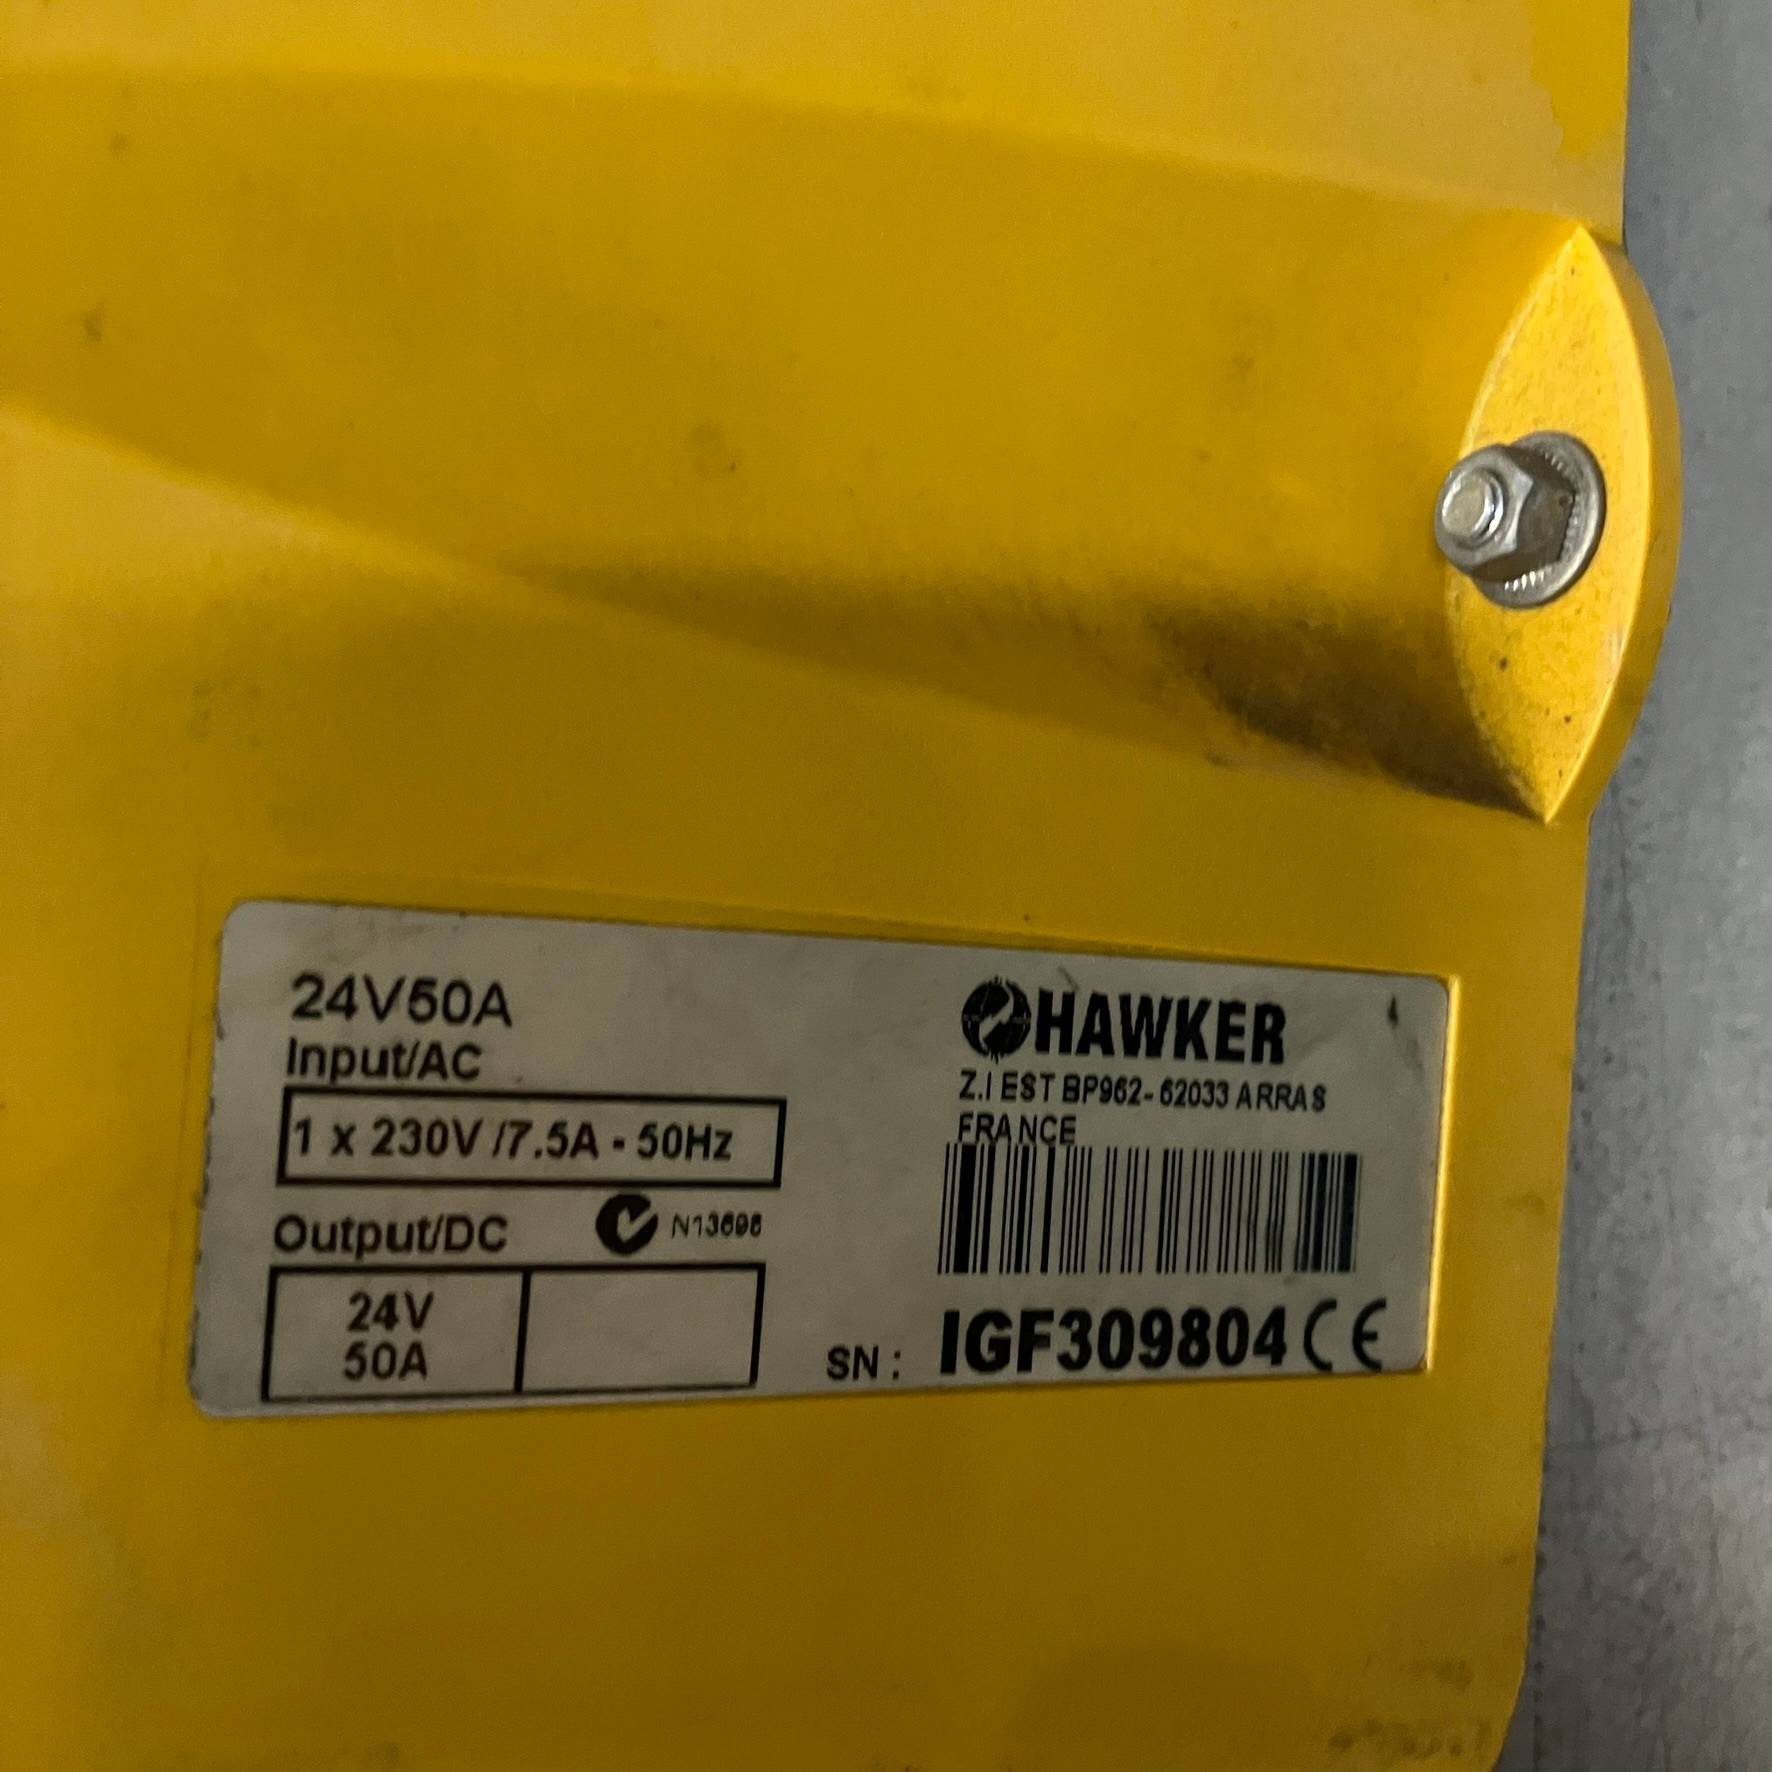 24V50A
Input/AC
1 x 230V /7.5A - 50Hz
Output/DC
N13696
24V
50A
HAWKER
Z.I EST BP962- 62033 ARRAS
FRANCE
SN : IGF309804 CE